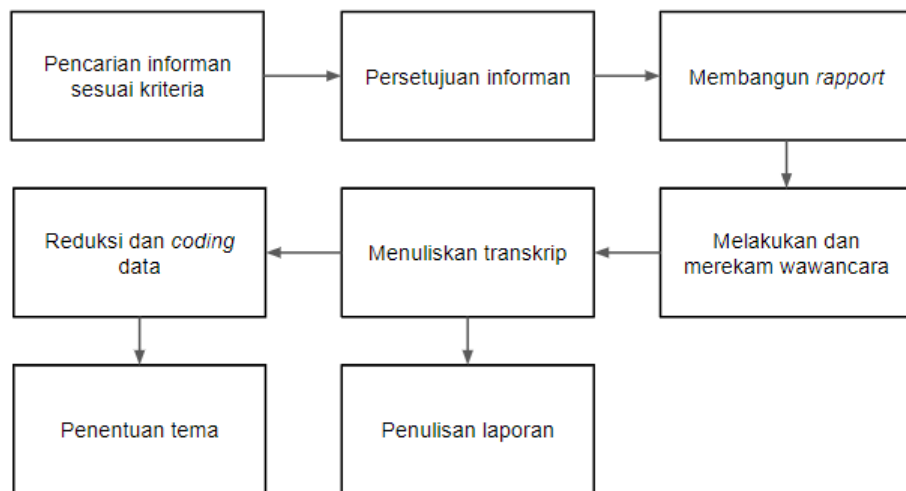 Pencarian informan
sesuai kriteria
Persetujuan informan
Membangun rapport
Reduksi dan coding
data
Menuliskan transkrip
Melakukan dan
merekam wawancara
Penentuan tema
Penulisan laporan